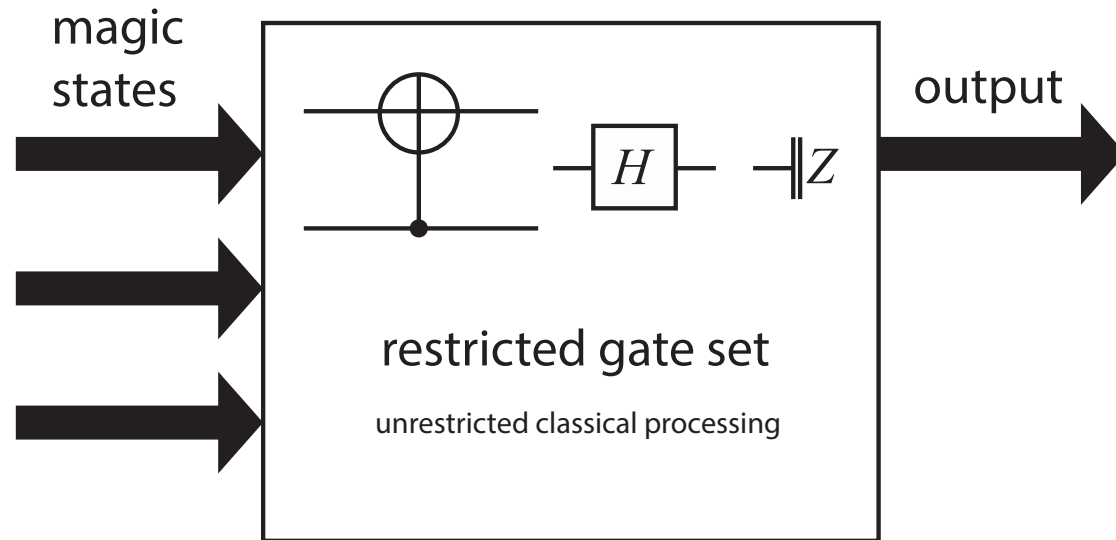 magic
states
output
H
Z
restricted gate set
unrestricted classical processing